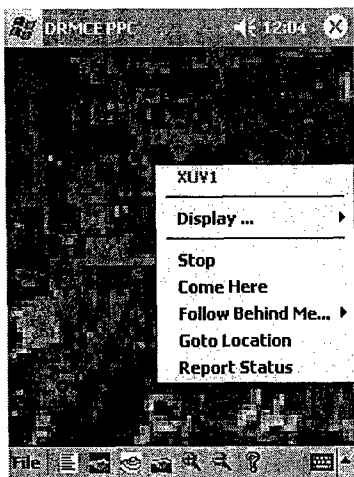 DRMCE PPC 12:04
XUV1
Display ...
Stop
Come Here
Follow Behind Me...
Goto Location
Report Status
File